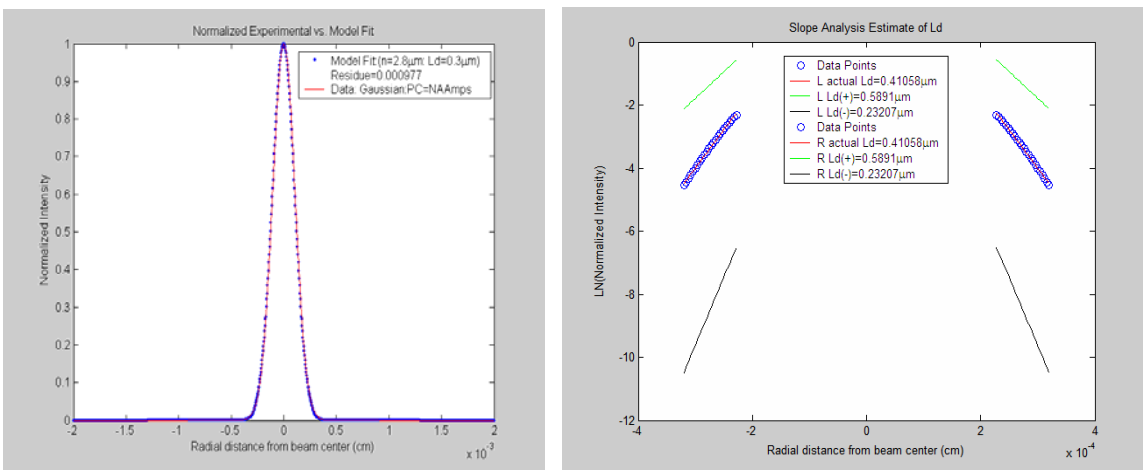 Normalized Experimental vs. Model Fit
1
0.9
0.8
0.7
0.6
0.5
0.4
0.3
0.2
0.1
0
Normalized Intensity
Model Fit (n=2.8μm: Ld=0.3μm)
Residue=0.000977
Data: Gaussian:PC=NAAmps
-2 -1.5 -1 -0.5 0 0.5 1 1.5 2
Radial distance from beam center (cm)
x 10⁻³
Slope Analysis Estimate of Ld
0
-2
-4
-6
-8
-10
-12
LN(Normalized Intensity)
Data Points
L actual Ld=0.41058μm
L Ld(+)=0.5891μm
L Ld(-)=0.23207μm
Data Points
R actual Ld=0.41058μm
R Ld(+)=0.5891μm
R Ld(-)=0.23207μm
-4 -2 0 2 4
Radial distance from beam center (cm)
x 10⁻⁴